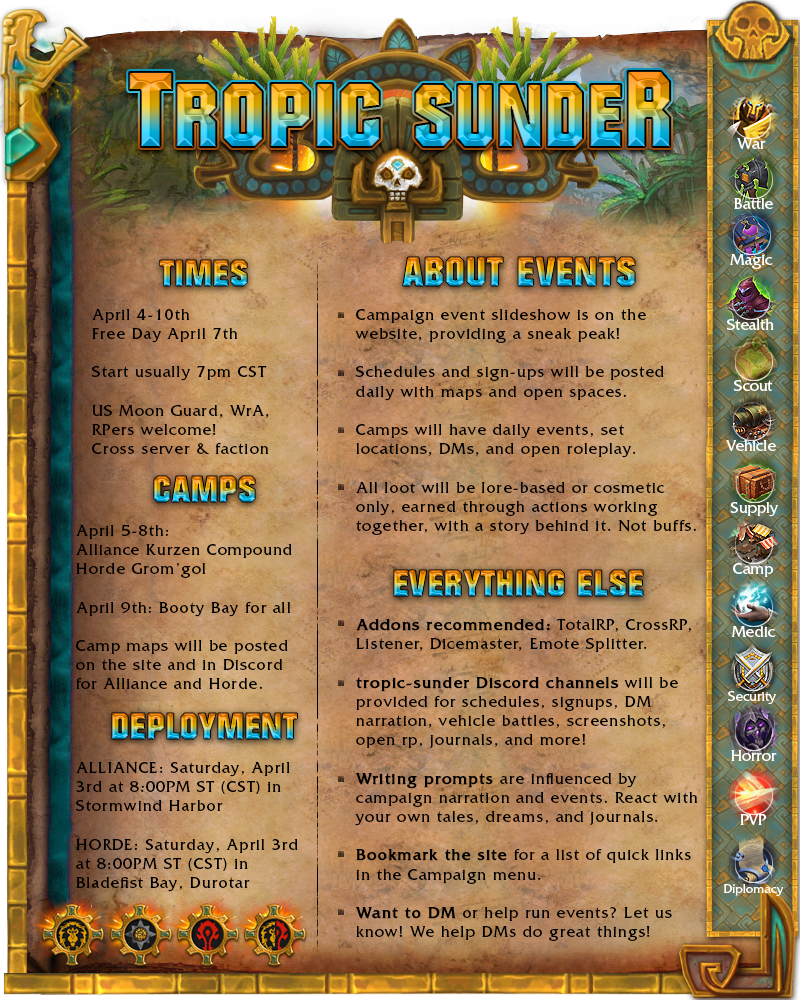 TROPIC SUNDER
TIMES
April 4-10th
Free Day April 7th
Start usually 7pm CST
US Moon Guard, WrA,
RPers welcome!
Cross server & faction
CAMPS
April 5-8th:
Alliance Kurzen Compound
Horde Grom'gol
April 9th: Booty Bay for all
Camp maps will be posted
on the site and in Discord
for Alliance and Horde.
DEPLOYMENT
ALLIANCE: Saturday, April
3rd at 8:00PM ST (CST) in
Stormwind Harbor
HORDE: Saturday, April 3rd
at 8:00PM ST (CST) in
Bladefist Bay, Durotar
ABOUT EVENTS
Campaign event slideshow is on the
website, providing a sneak peak!
Schedules and sign-ups will be posted
daily with maps and open spaces.
Camps will have daily events, set
locations, DMs, and open roleplay.
All loot will be lore-based or cosmetic
only, earned through actions working
together, with a story behind it. Not buffs.
EVERYTHING ELSE
Addons recommended: TotalRP, CrossRP,
Listener, Dicemaster, Emote Splitter.
tropic-sunder Discord channels will be
provided for schedules, signups, DM
narration, vehicle battles, screenshots,
open rp, journals, and more!
Writing prompts are influenced by
campaign narration and events. React with
your own tales, dreams, and journals.
Bookmark the site for a list of quick links
in the Campaign menu.
Want to DM or help run events? Let us
know! We help DMs do great things!
War
Battle
Magic
Stealth
Scout
Vehicle
Supply
Camp
Medic
Security
Horror
PVP
Diplomacy